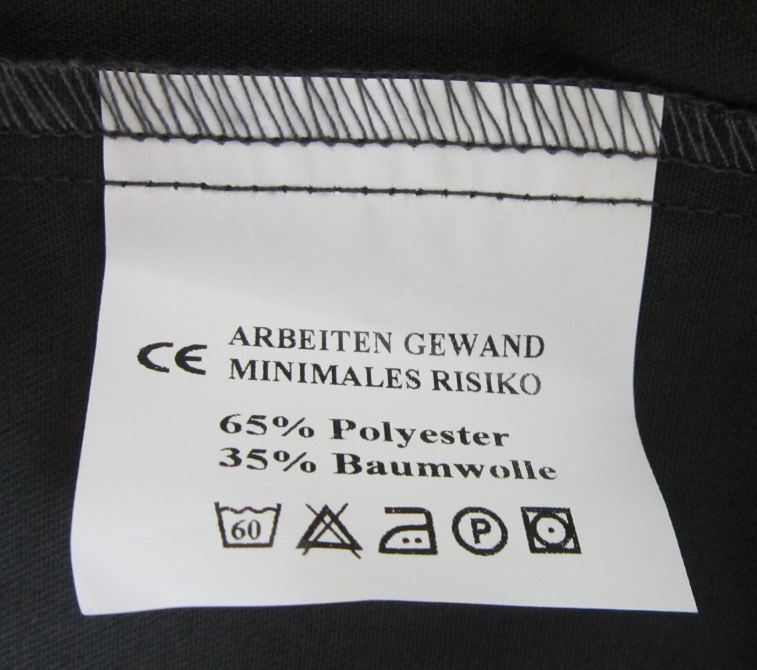 CE ARBEITEN GEWAND
MINIMALES RISIKO
65% Polyester
35% Baumwolle
60 P